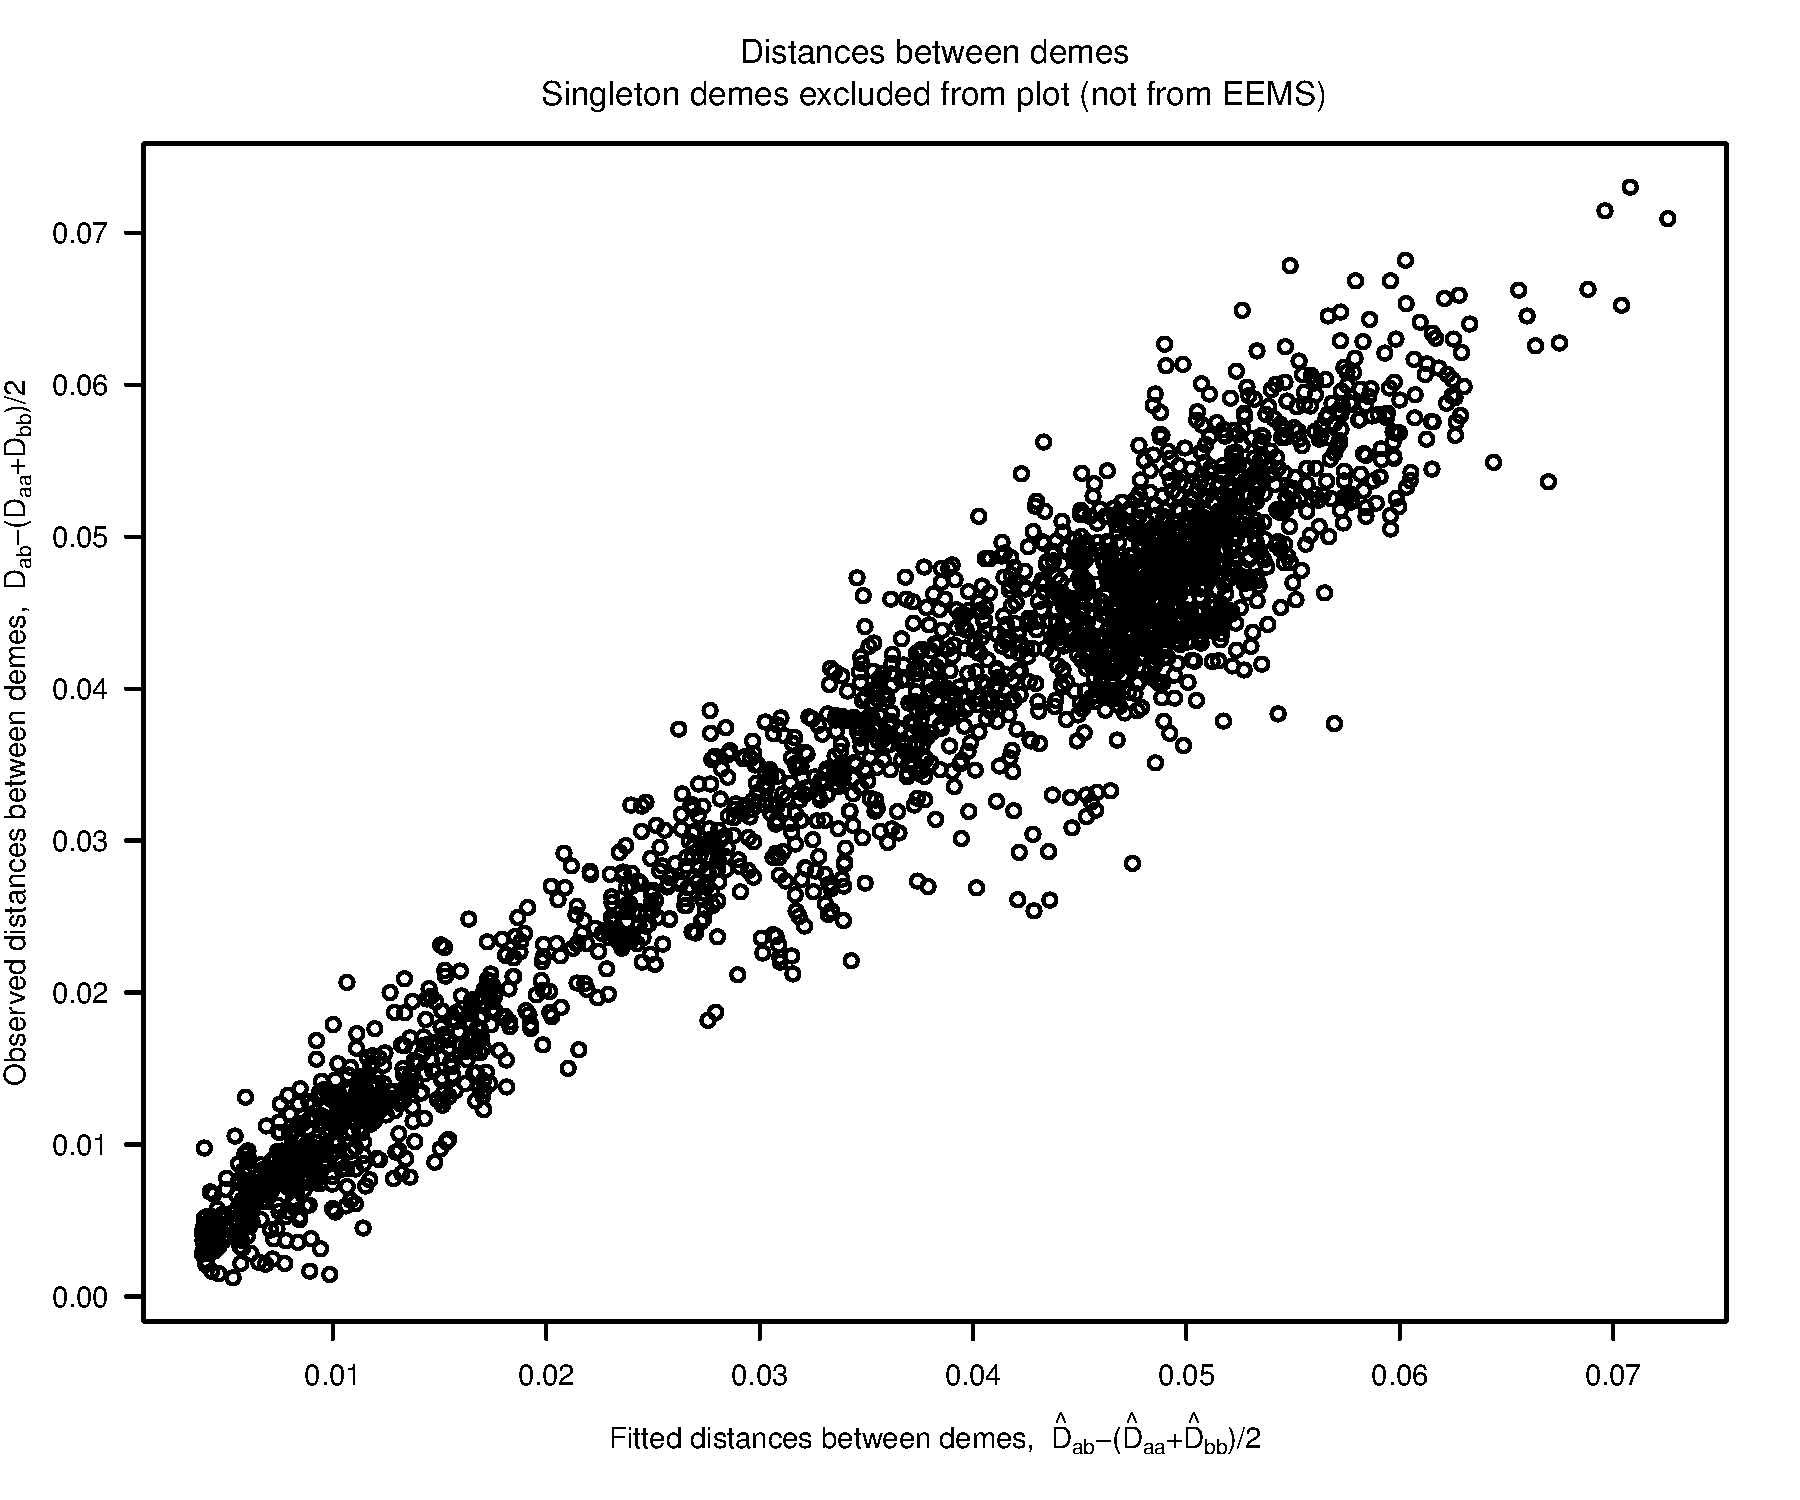 Distances between demes
Singleton demes excluded from plot (not from EEMS)
Observed distances between demes, D_ab−(D_aa+D_bb)/2
0.07
0.06
0.05
0.04
0.03
0.02
0.01
0.00
0.01 0.02 0.03 0.04 0.05 0.06 0.07
Fitted distances between demes, D̂_ab−(D̂_aa+D̂_bb)/2